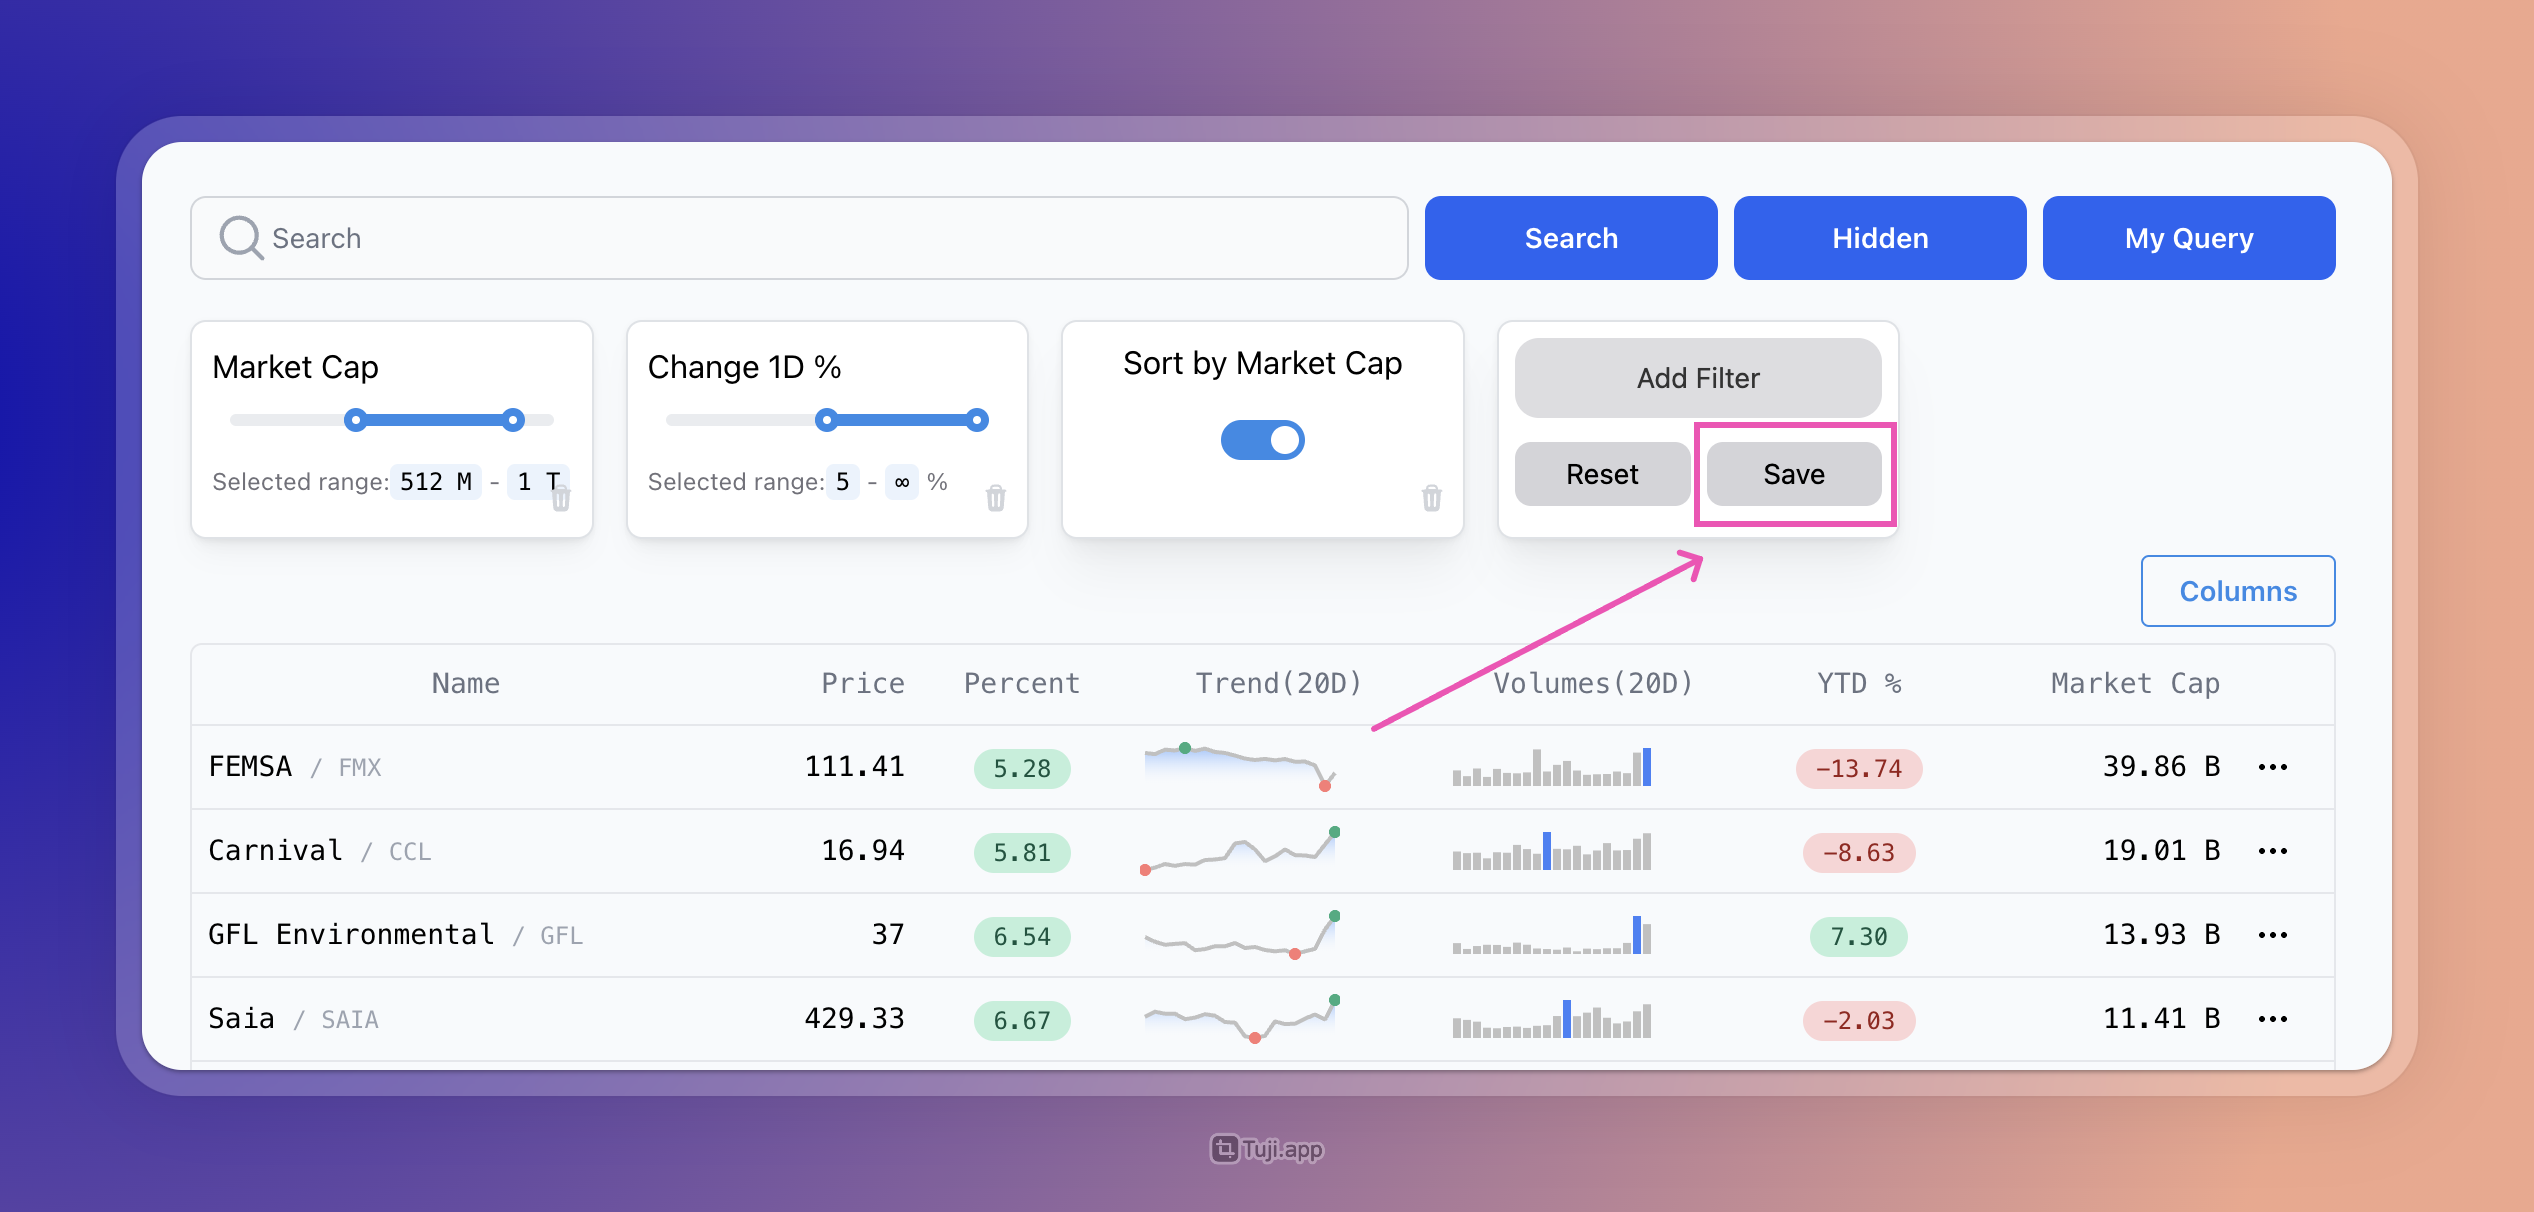 Search
Search
Hidden
My Query
Market Cap
Selected range: 512 M - 1 T
Change 1D %
Selected range: 5 - ∞ %
Sort by Market Cap
Add Filter
Reset
Save
Columns
Name Price Percent Trend(20D) Volumes(20D) YTD % Market Cap
FEMSA / FMX 111.41 5.28 -13.74 39.86 B
Carnival / CCL 16.94 5.81 -8.63 19.01 B
GFL Environmental / GFL 37 6.54 7.30 13.93 B
Saia / SAIA 429.33 6.67 -2.03 11.41 B
Tuji.app